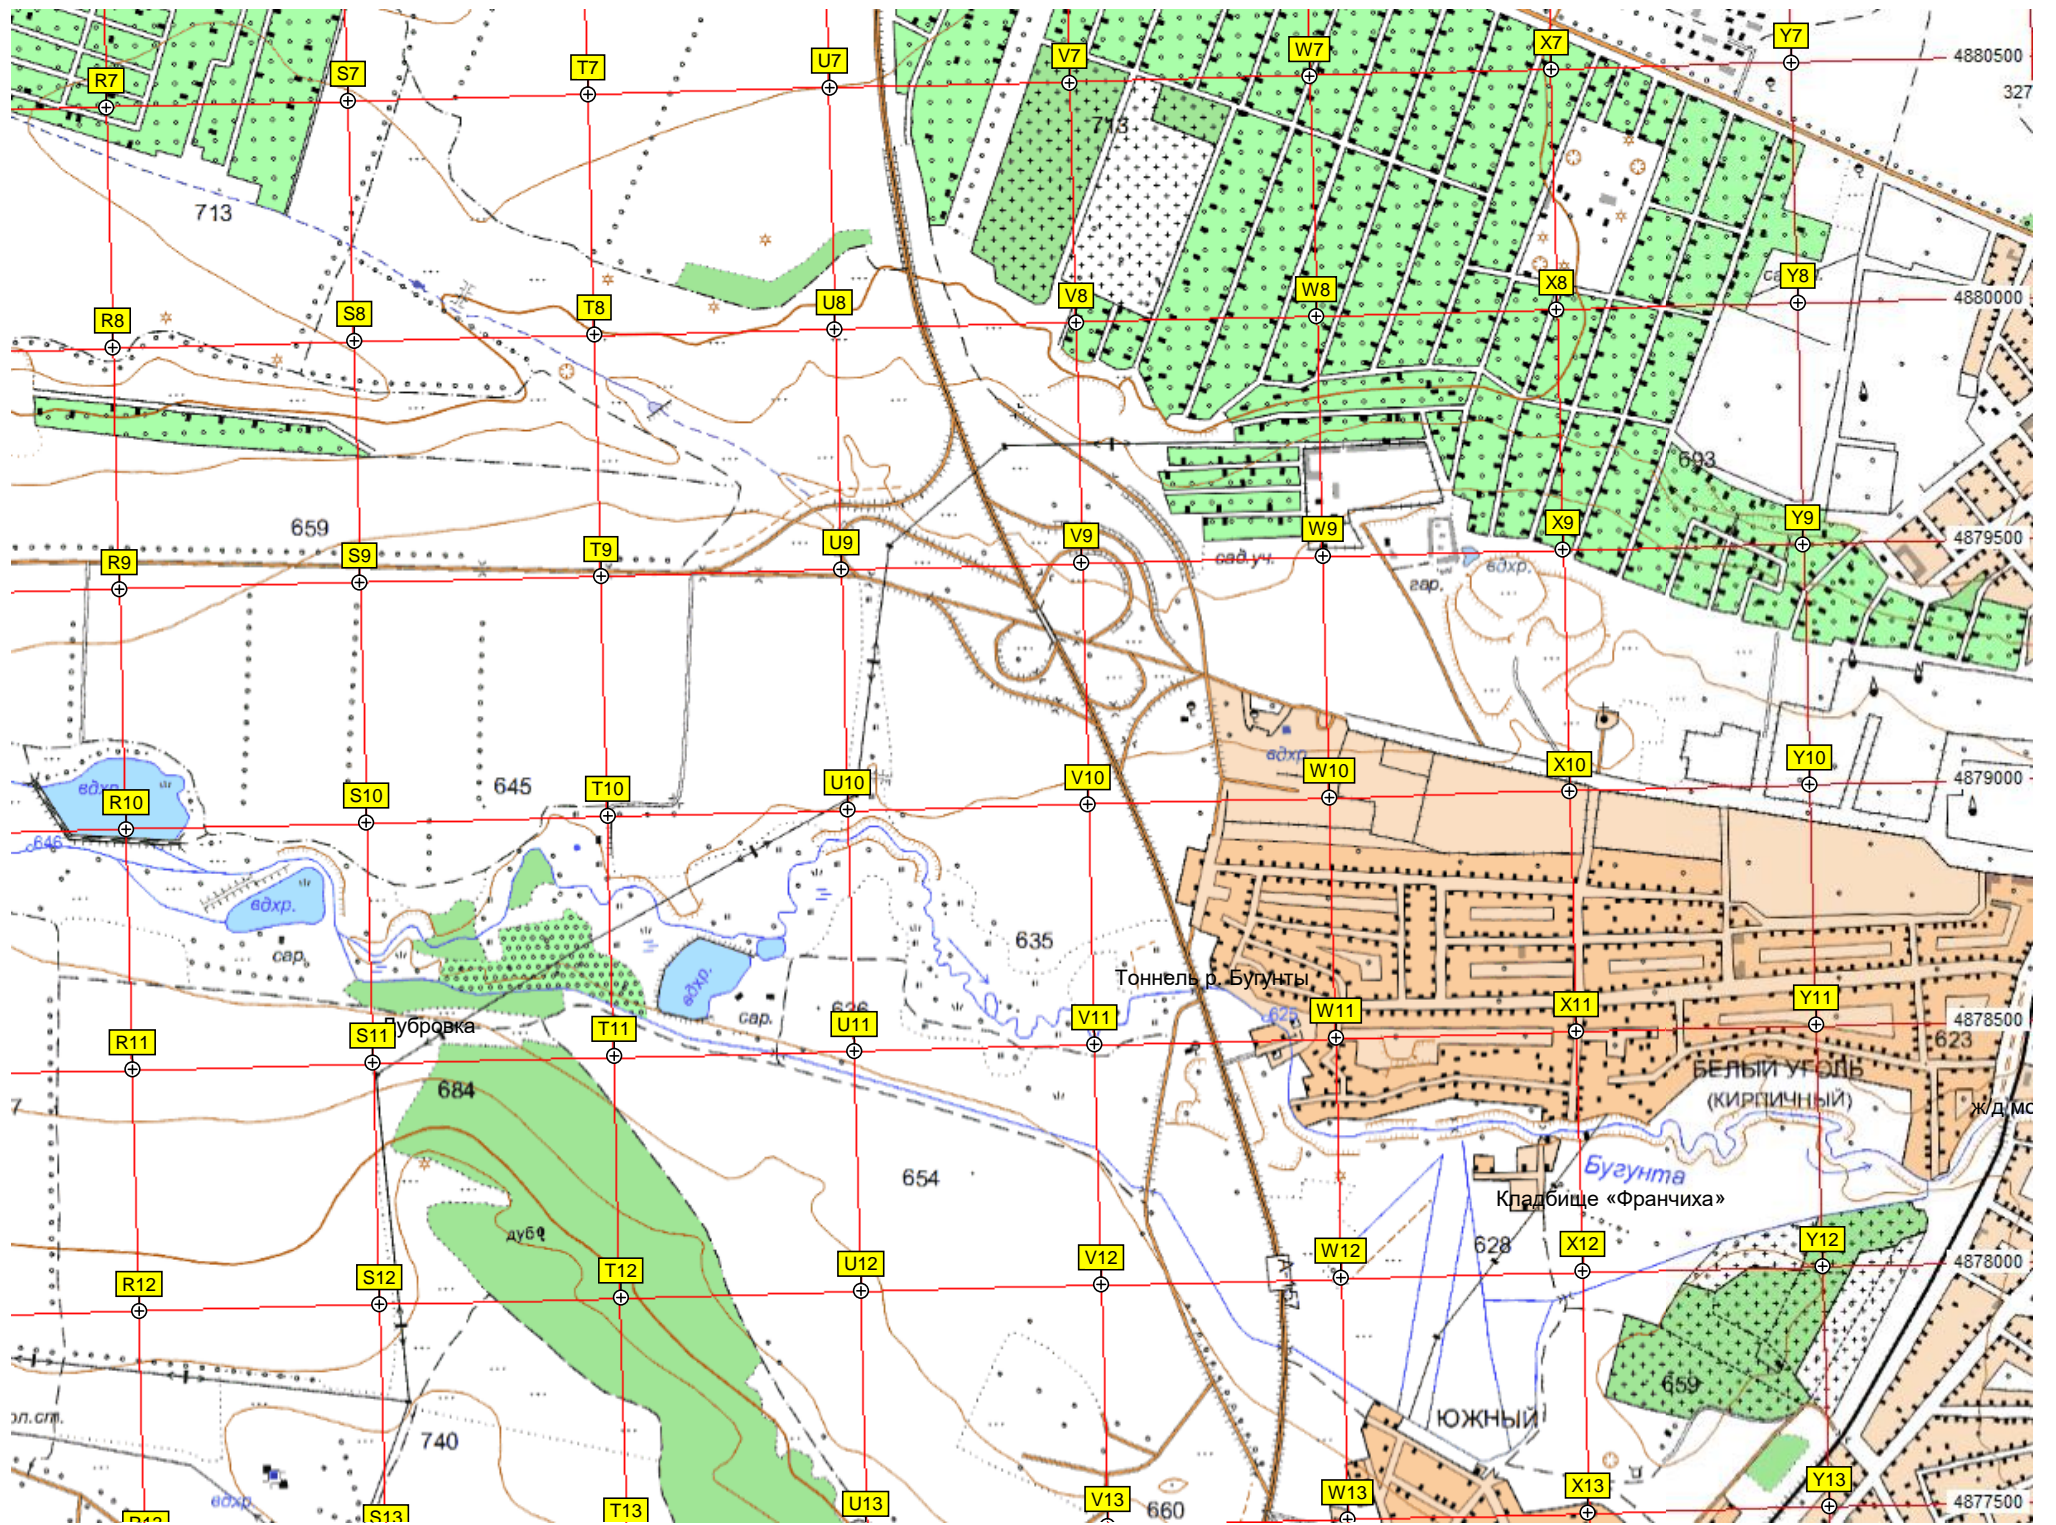 Y7
X7
W7
V7
4880500
U7
T7
S7
R7
327
713
713
Y8
X8
W8
V8
4880000
U8
T8
S8
R8
693
659
Y9
X9
W9
V9
4879500
U9
T9
S9
R9
сад.уч.
вдхр.
гар.
вдхр.
Y10
X10
W10
V10
4879000
U10
T10
S10
R10
645
вдхр.
646
вдхр.
635
сар.
Тоннель р. Бугунты
вдхр.
626
сар.
625
Y11
X11
W11
V11
4878500
U11
T11
S11
Дубровка
R11
623
БЕЛЫЙ УГОЛЬ
(КИРПИЧНЫЙ)
684
7
ж/д мо
Бугунта
654
Кладбище «Франчиха»
дуб
628
Y12
X12
W12
V12
4878000
U12
T12
S12
R12
А-157
659
ЮЖНЫЙ
ол.ст.
740
Y13
X13
W13
V13
4877500
U13
T13
S13
R13
660
вдхр